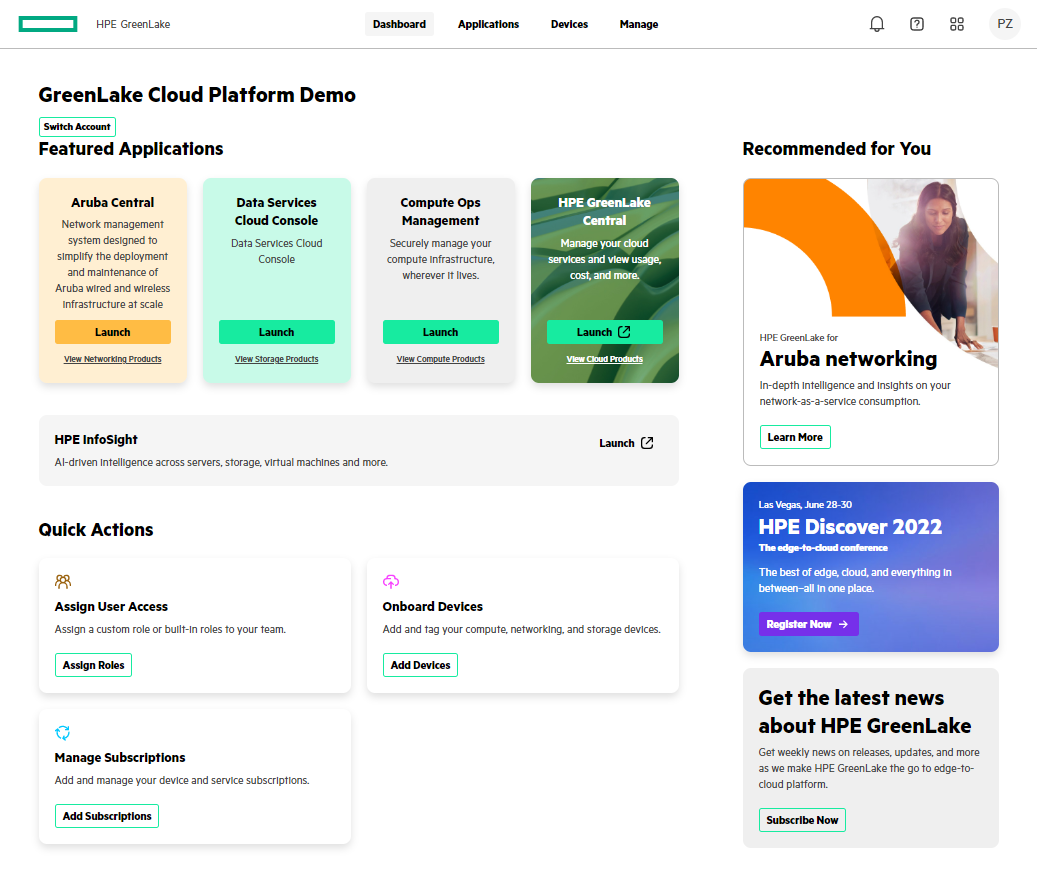 HPE GreenLake
Dashboard
Applications
Devices
Manage
PZ
GreenLake Cloud Platform Demo
Switch Account
Featured Applications
Aruba Central
Network management
system designed to
simplify the deployment
and maintenance of
Aruba wired and wireless
infrastructure at scale
Launch
View Networking Products
Data Services
Cloud Console
Data Services Cloud
Console
Launch
View Storage Products
Compute Ops
Management
Securely manage your
compute infrastructure,
wherever it lives.
Launch
View Compute Products
HPE GreenLake
Central
Manage your cloud
services and view usage,
cost, and more.
Launch
View Cloud Products
HPE InfoSight
AI-driven intelligence across servers, storage, virtual machines and more.
Launch
Quick Actions
Assign User Access
Assign a custom role or built-in roles to your team.
Assign Roles
Onboard Devices
Add and tag your compute, networking, and storage devices.
Add Devices
Manage Subscriptions
Add and manage your device and service subscriptions.
Add Subscriptions
Recommended for You
HPE GreenLake for
Aruba networking
In-depth intelligence and insights on your
network-as-a-service consumption.
Learn More
Las Vegas, June 28-30
HPE Discover 2022
The edge-to-cloud conference
The best of edge, cloud, and everything in
between–all in one place.
Register Now
Get the latest news
about HPE GreenLake
Get weekly news on releases, updates, and more
as we make HPE GreenLake the go to edge-to-
cloud platform.
Subscribe Now